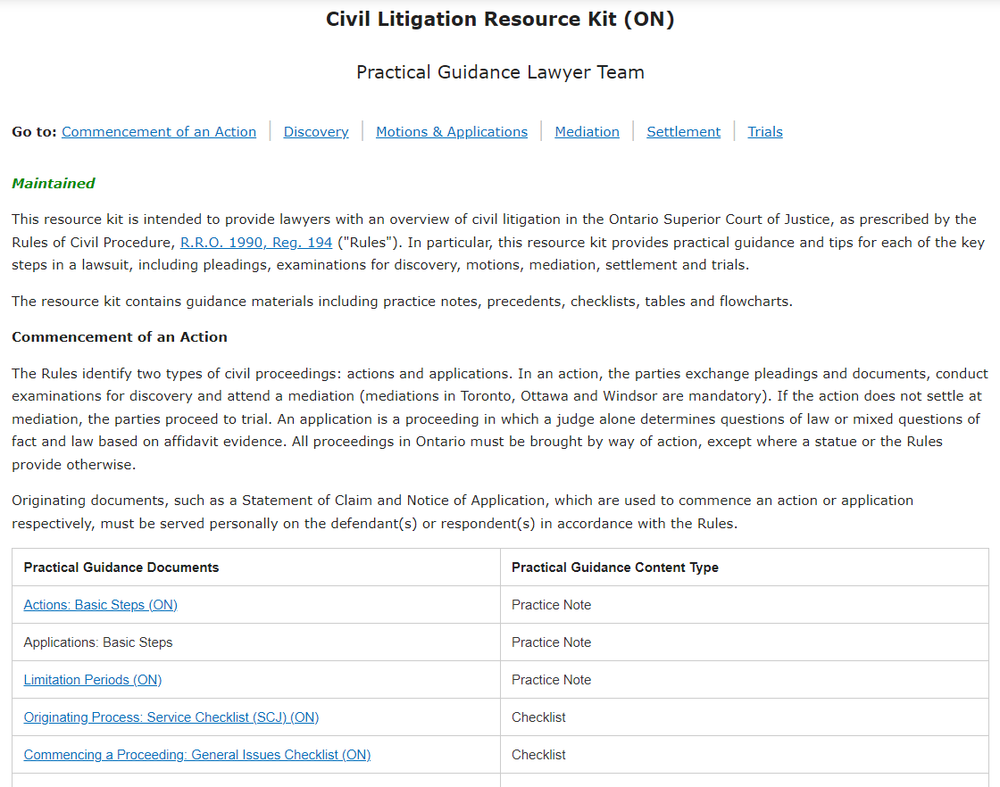 Civil Litigation Resource Kit (ON)
Practical Guidance Lawyer Team
Go to: Commencement of an Action | Discovery | Motions & Applications | Mediation | Settlement | Trials
Maintained
This resource kit is intended to provide lawyers with an overview of civil litigation in the Ontario Superior Court of Justice, as prescribed by the
Rules of Civil Procedure, R.R.O. 1990, Reg. 194 ("Rules"). In particular, this resource kit provides practical guidance and tips for each of the key
steps in a lawsuit, including pleadings, examinations for discovery, motions, mediation, settlement and trials.
The resource kit contains guidance materials including practice notes, precedents, checklists, tables and flowcharts.
Commencement of an Action
The Rules identify two types of civil proceedings: actions and applications. In an action, the parties exchange pleadings and documents, conduct
examinations for discovery and attend a mediation (mediations in Toronto, Ottawa and Windsor are mandatory). If the action does not settle at
mediation, the parties proceed to trial. An application is a proceeding in which a judge alone determines questions of law or mixed questions of
fact and law based on affidavit evidence. All proceedings in Ontario must be brought by way of action, except where a statue or the Rules
provide otherwise.
Originating documents, such as a Statement of Claim and Notice of Application, which are used to commence an action or application
respectively, must be served personally on the defendant(s) or respondent(s) in accordance with the Rules.
Practical Guidance Documents Practical Guidance Content Type
Actions: Basic Steps (ON) Practice Note
Applications: Basic Steps Practice Note
Limitation Periods (ON) Practice Note
Originating Process: Service Checklist (SCJ) (ON) Checklist
Commencing a Proceeding: General Issues Checklist (ON) Checklist